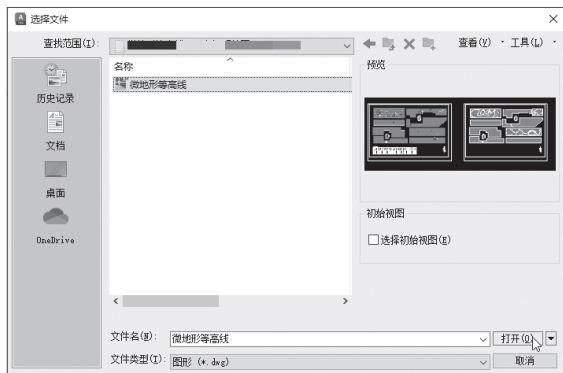 选择文件
查找范围(I):
查看(V) · 工具(L) ·
名称
预览
微地形等高线
历史记录
文档
桌面
初始视图
选择初始视图(E)
OneDrive
文件名(N): 微地形等高线 打开(O)
文件类型(T): 图形 (*.dwg) 取消